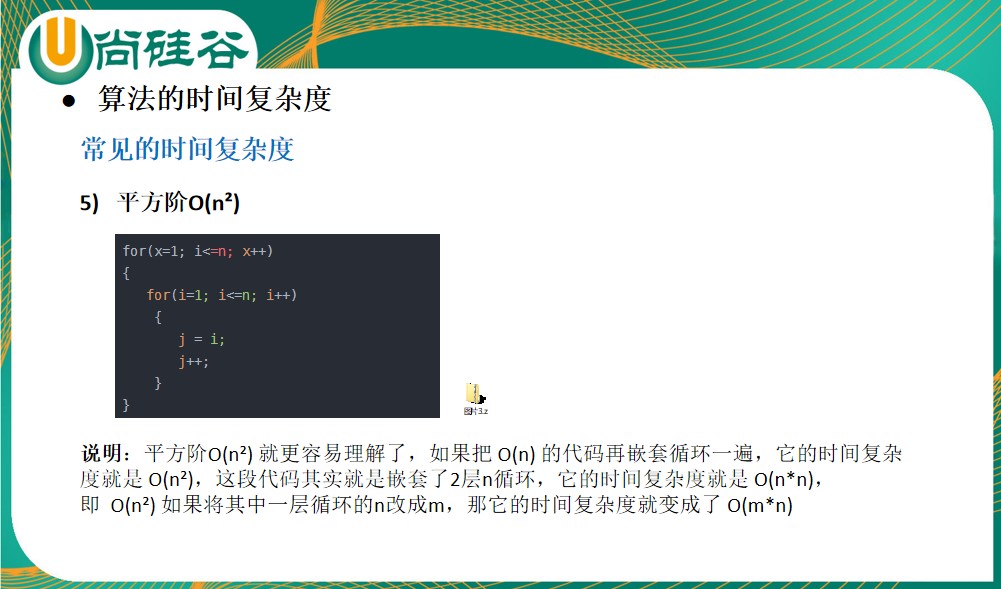 尚硅谷
● 算法的时间复杂度
常见的时间复杂度
5) 平方阶O(n²)
for(x=1; i<=n; x++)
{
for(i=1; i<=n; i++)
{
j = i;
j++;
}
}
图片3.z
说明：平方阶O(n²) 就更容易理解了，如果把 O(n) 的代码再嵌套循环一遍，它的时间复杂
度就是 O(n²)，这段代码其实就是嵌套了2层n循环，它的时间复杂度就是 O(n*n)，
即 O(n²) 如果将其中一层循环的n改成m，那它的时间复杂度就变成了 O(m*n)